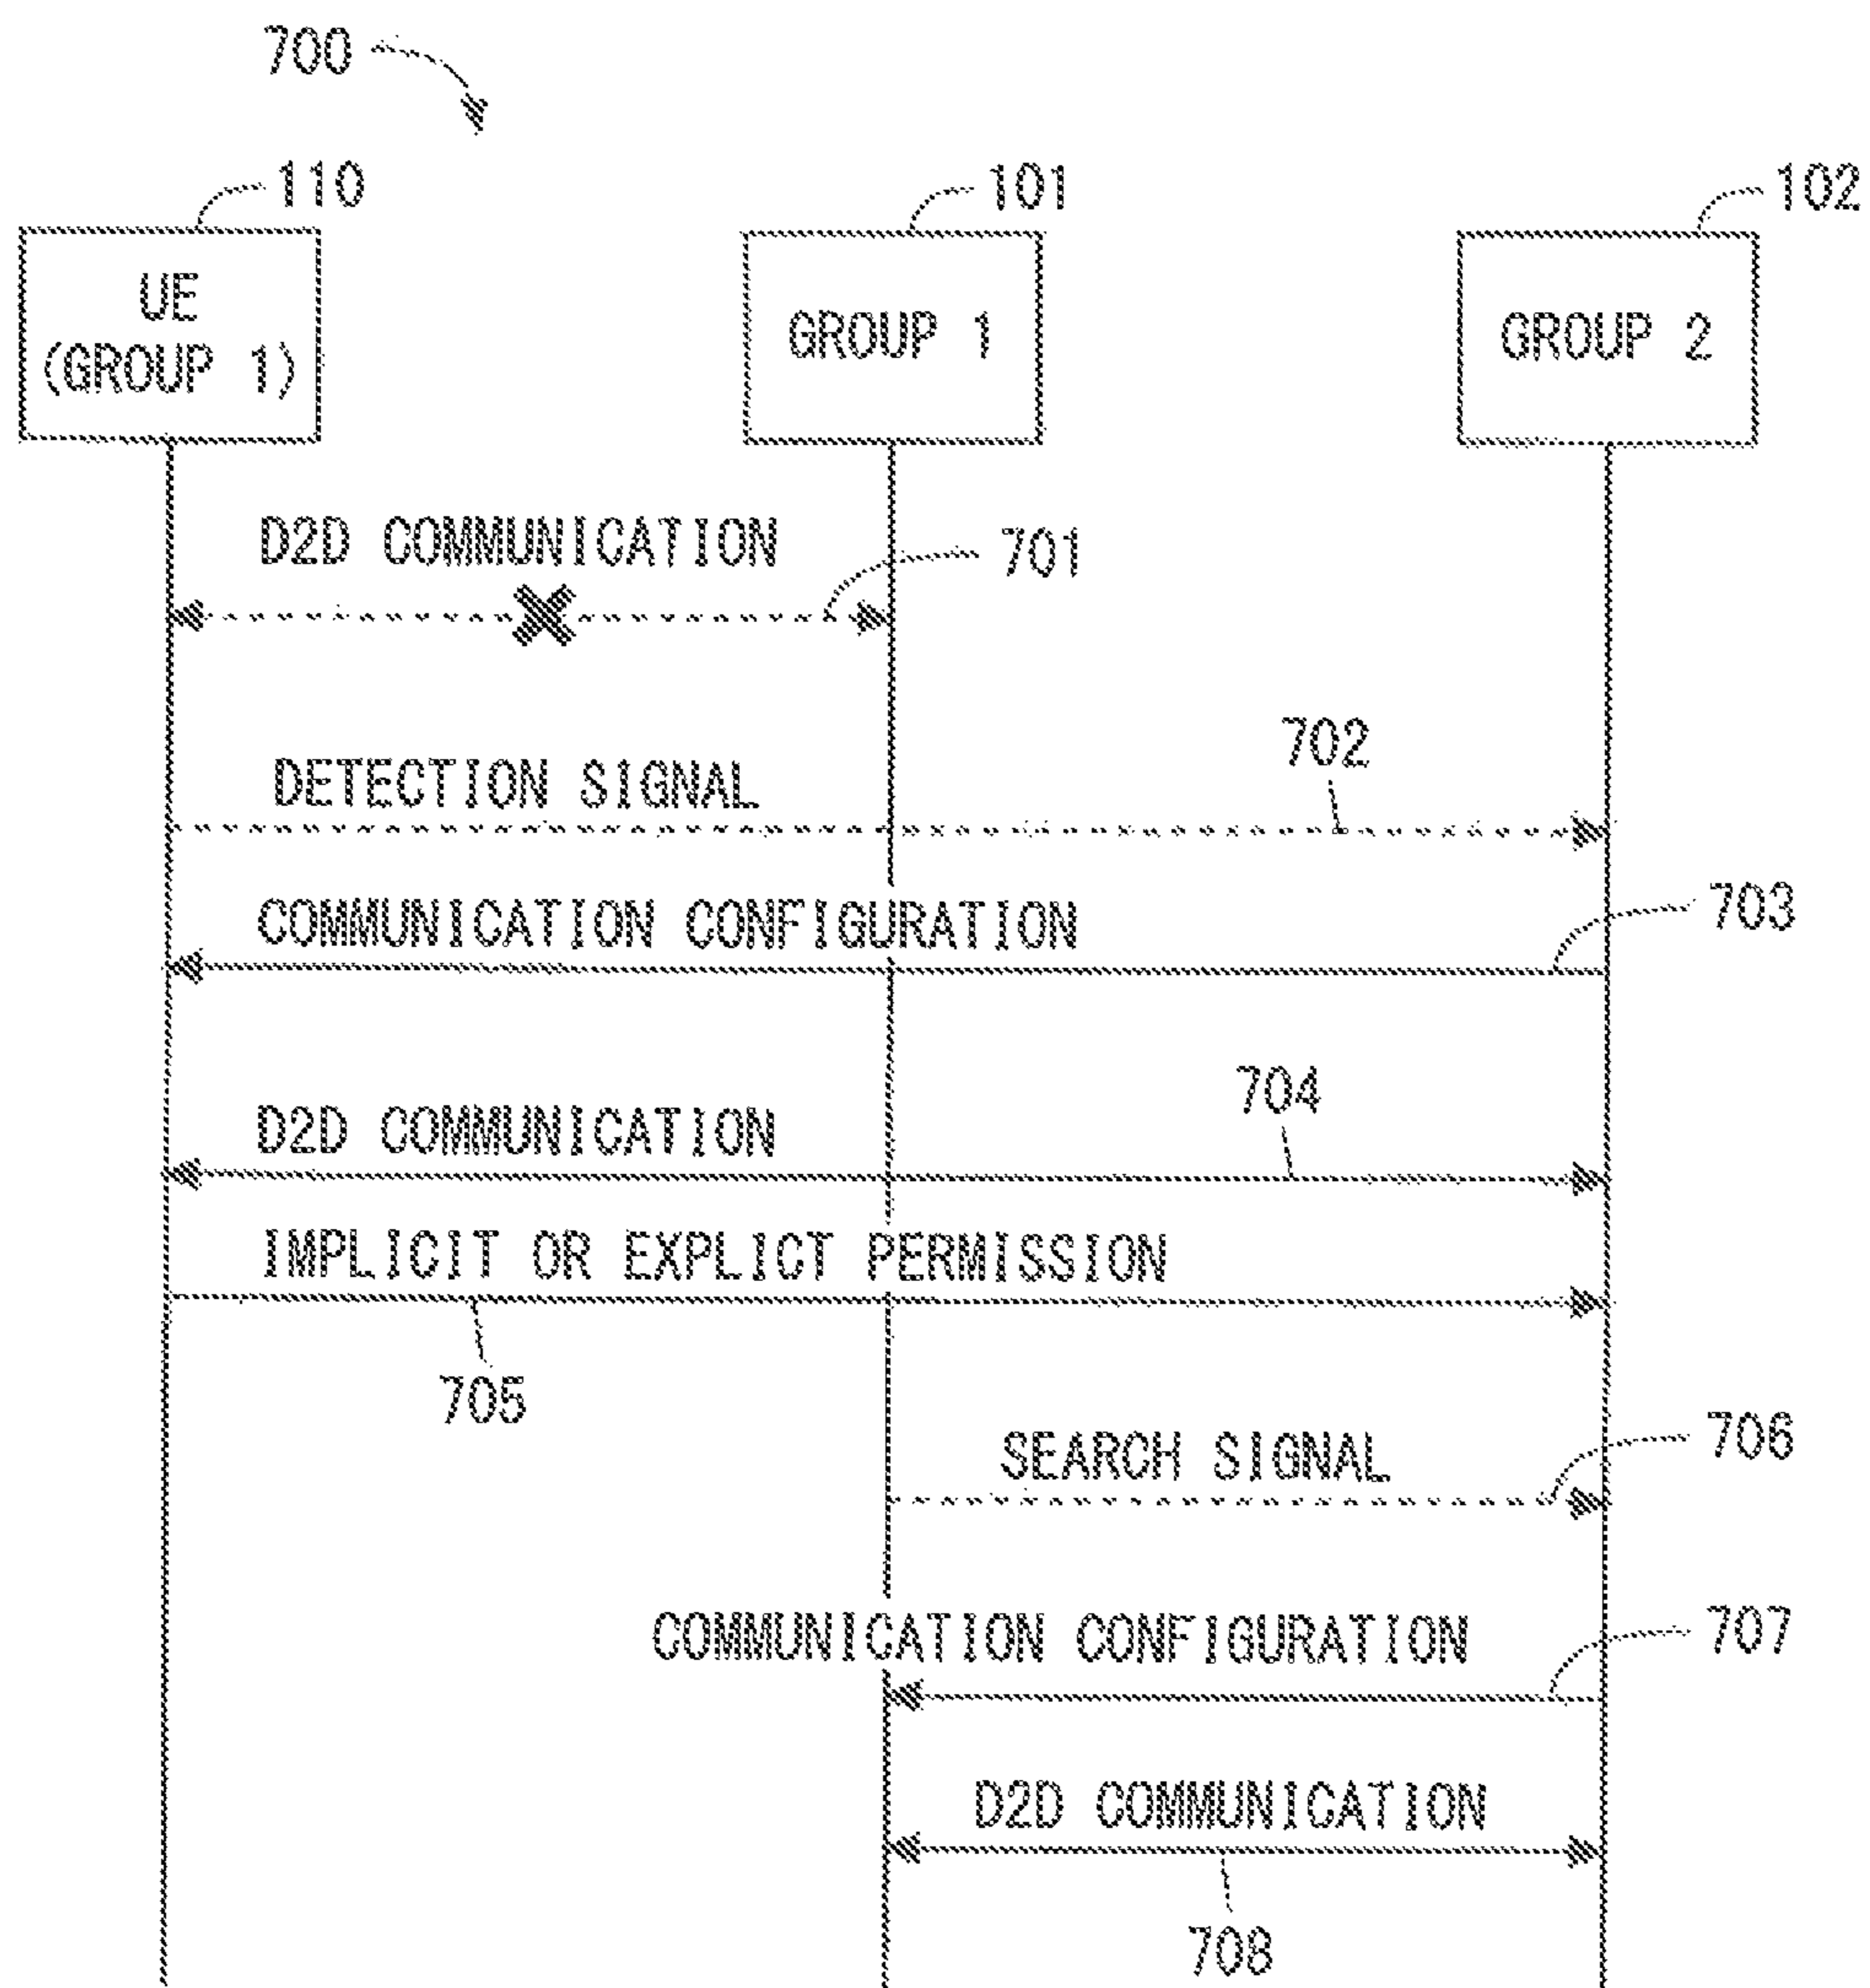 700
110
101
102
UE
(GROUP 1)
GROUP 1
GROUP 2
D2D COMMUNICATION
701
702
DETECTION SIGNAL
703
COMMUNICATION CONFIGURATION
704
D2D COMMUNICATION
IMPLICIT OR EXPLICT PERMISSION
705
706
SEARCH SIGNAL
707
COMMUNICATION CONFIGURATION
D2D COMMUNICATION
708